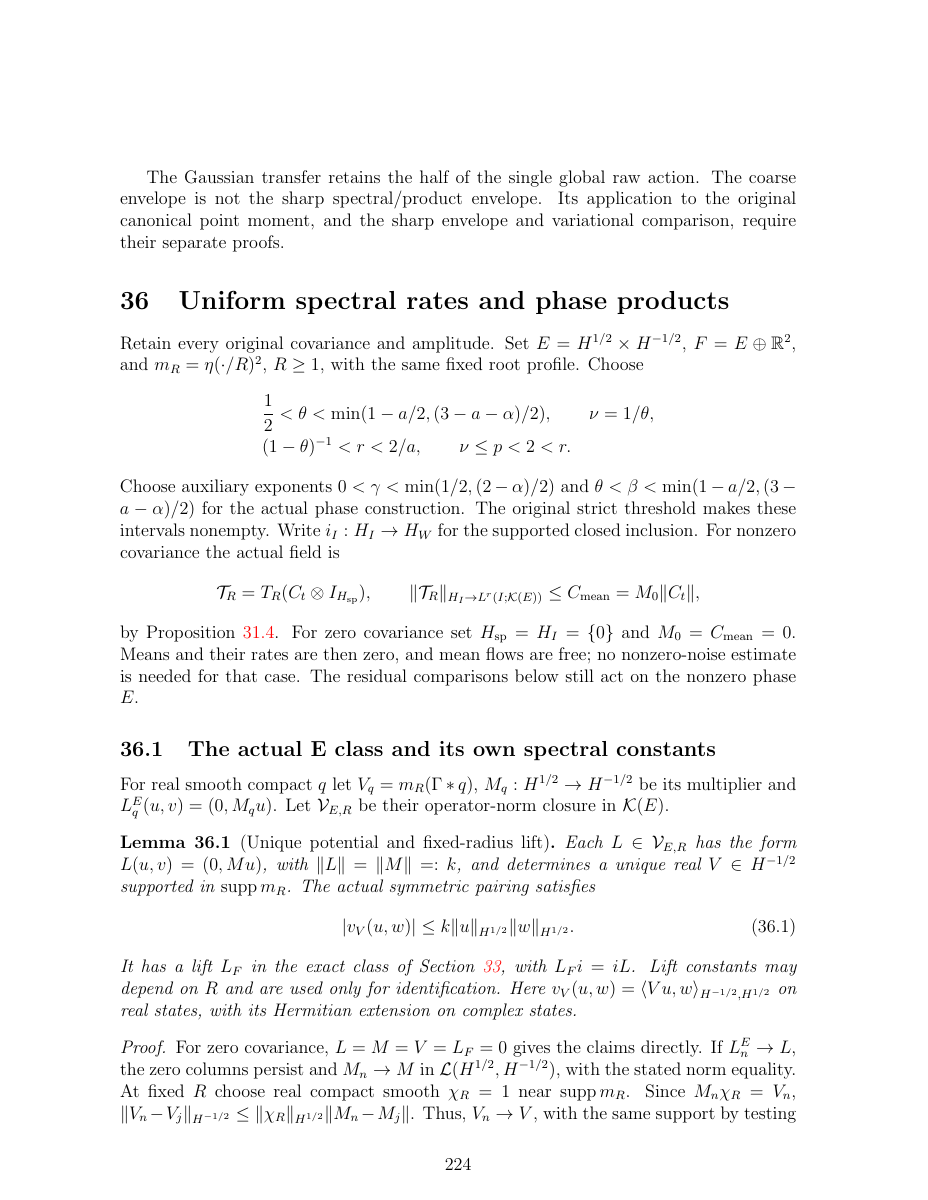 The Gaussian transfer retains the half of the single global raw action. The coarse
envelope is not the sharp spectral/product envelope. Its application to the original
canonical point moment, and the sharp envelope and variational comparison, require
their separate proofs.
36 Uniform spectral rates and phase products
Retain every original covariance and amplitude. Set E = H^{1/2} × H^{−1/2}, F = E ⊕ ℝ²,
and m_R = η(·/R)², R ≥ 1, with the same fixed root profile. Choose
1/2 < θ < min(1 − a/2, (3 − a − α)/2), ν = 1/θ,
(1 − θ)^{−1} < r < 2/a, ν ≤ p < 2 < r.
Choose auxiliary exponents 0 < γ < min(1/2, (2 − α)/2) and θ < β < min(1 − a/2, (3 −
a − α)/2) for the actual phase construction. The original strict threshold makes these
intervals nonempty. Write i_I : H_I → H_W for the supported closed inclusion. For nonzero
covariance the actual field is
𝒯_R = T_R(C_t ⊗ I_{H_sp}), ‖𝒯_R‖_{H_I→L^r(I;𝒦(E))} ≤ C_mean = M_0‖C_t‖,
by Proposition 31.4. For zero covariance set H_sp = H_I = {0} and M_0 = C_mean = 0.
Means and their rates are then zero, and mean flows are free; no nonzero-noise estimate
is needed for that case. The residual comparisons below still act on the nonzero phase
E.
36.1 The actual E class and its own spectral constants
For real smooth compact q let V_q = m_R(Γ ∗ q), M_q : H^{1/2} → H^{−1/2} be its multiplier and
L_q^E(u, v) = (0, M_q u). Let 𝒱_{E,R} be their operator-norm closure in 𝒦(E).
Lemma 36.1 (Unique potential and fixed-radius lift). Each L ∈ 𝒱_{E,R} has the form
L(u, v) = (0, Mu), with ‖L‖ = ‖M‖ =: k, and determines a unique real V ∈ H^{−1/2}
supported in supp m_R. The actual symmetric pairing satisfies
|v_V(u, w)| ≤ k‖u‖_{H^{1/2}}‖w‖_{H^{1/2}}. (36.1)
It has a lift L_F in the exact class of Section 33, with L_F i = iL. Lift constants may
depend on R and are used only for identification. Here v_V(u, w) = ⟨Vu, w⟩_{H^{−1/2},H^{1/2}} on
real states, with its Hermitian extension on complex states.
Proof. For zero covariance, L = M = V = L_F = 0 gives the claims directly. If L_n^E → L,
the zero columns persist and M_n → M in ℒ(H^{1/2}, H^{−1/2}), with the stated norm equality.
At fixed R choose real compact smooth χ_R = 1 near supp m_R. Since M_nχ_R = V_n,
‖V_n − V_j‖_{H^{−1/2}} ≤ ‖χ_R‖_{H^{1/2}}‖M_n − M_j‖. Thus, V_n → V, with the same support by testing
224